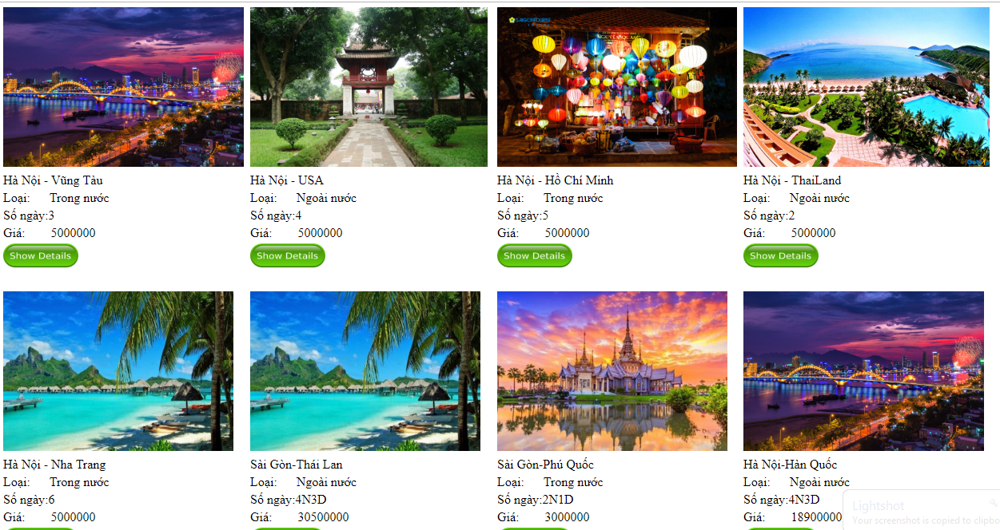 SAIGONTOURIST
NGUYÊN QUANG
Hà Nội - Vũng Tàu
Loại: Trong nước
Số ngày:3
Giá: 5000000
Show Details
Hà Nội - USA
Loại: Ngoài nước
Số ngày:4
Giá: 5000000
Show Details
Hà Nội - Hồ Chí Minh
Loại: Trong nước
Số ngày:5
Giá: 5000000
Show Details
Hà Nội - ThaiLand
Loại: Ngoài nước
Số ngày:2
Giá: 5000000
Show Details
Hà Nội - Nha Trang
Loại: Trong nước
Số ngày:6
Giá: 5000000
Sài Gòn-Thái Lan
Loại: Ngoài nước
Số ngày:4N3D
Giá: 30500000
Sài Gòn-Phú Quốc
Loại: Trong nước
Số ngày:2N1D
Giá: 3000000
Hà Nội-Hàn Quốc
Loại: Ngoài nước
Số ngày:4N3D
Giá: 18900000
Lightshot
Your screenshot is copied to clipbo